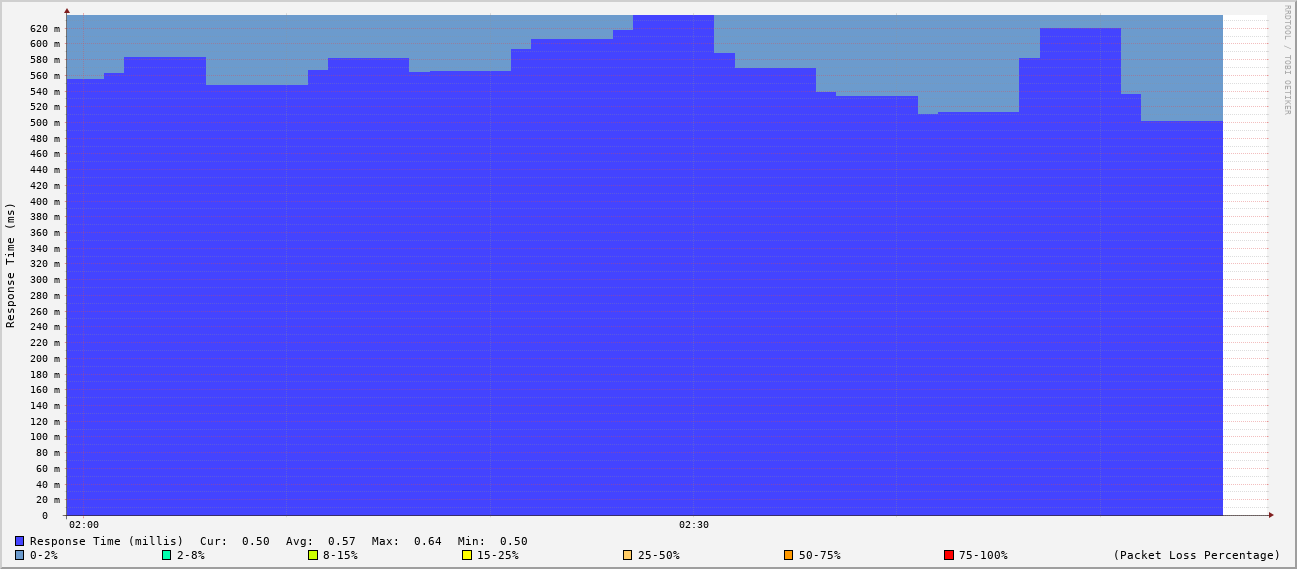 RRDTOOL / TOBI OETIKER
Response Time (ms)
620 m
600 m
580 m
560 m
540 m
520 m
500 m
480 m
460 m
440 m
420 m
400 m
380 m
360 m
340 m
320 m
300 m
280 m
260 m
240 m
220 m
200 m
180 m
160 m
140 m
120 m
100 m
80 m
60 m
40 m
20 m
0
02:00 02:30
Response Time (millis) Cur: 0.50 Avg: 0.57 Max: 0.64 Min: 0.50
0-2% 2-8% 8-15% 15-25% 25-50% 50-75% 75-100% (Packet Loss Percentage)